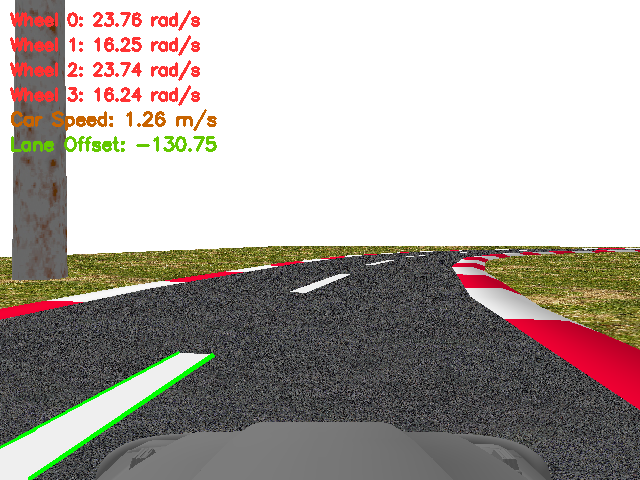 Wheel 0: 23.76 rad/s
Wheel 1: 16.25 rad/s
Wheel 2: 23.74 rad/s
Wheel 3: 16.24 rad/s
Car Speed: 1.26 m/s
Lane Offset: -130.75